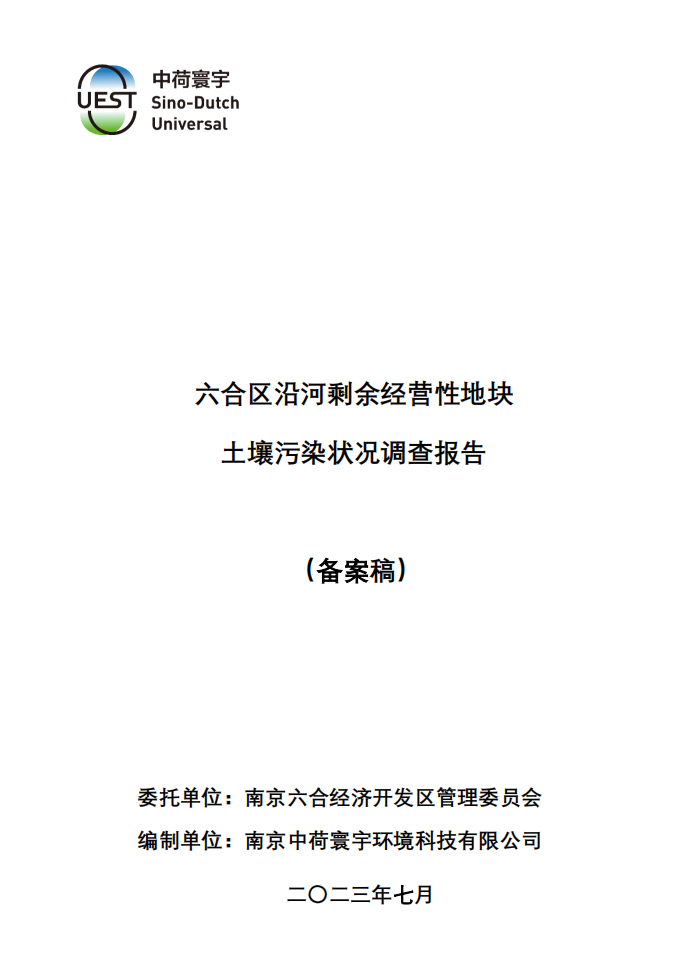 UEST
中荷寰宇
Sino-Dutch
Universal
六合区沿河剩余经营性地块
土壤污染状况调查报告
（备案稿）
委托单位：南京六合经济开发区管理委员会
编制单位：南京中荷寰宇环境科技有限公司
二〇二三年七月